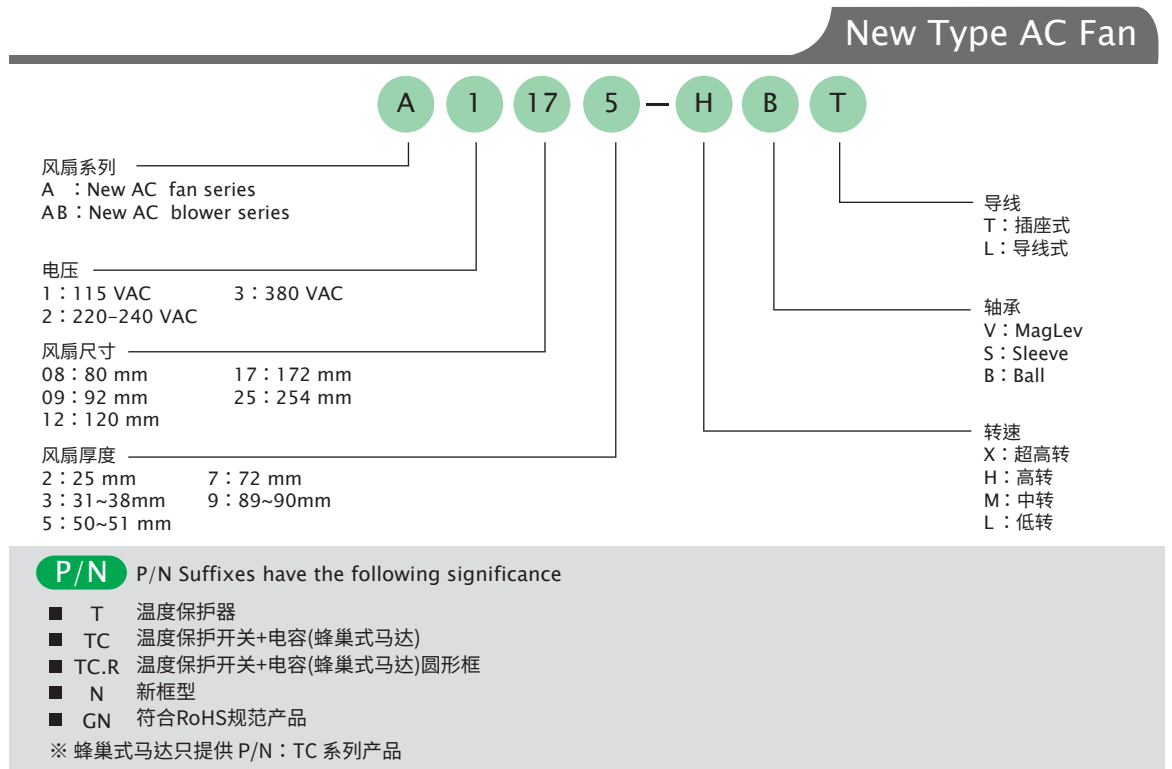 New Type AC Fan
A 1 17 5 – H B T
风扇系列
A ：New AC fan series
AB：New AC blower series
电压
1：115 VAC 3：380 VAC
2：220–240 VAC
风扇尺寸
08：80 mm 17：172 mm
09：92 mm 25：254 mm
12：120 mm
风扇厚度
2：25 mm 7：72 mm
3：31~38mm 9：89~90mm
5：50~51 mm
导线
T：插座式
L：导线式
轴承
V：MagLev
S：Sleeve
B：Ball
转速
X：超高转
H：高转
M：中转
L：低转
P/N P/N Suffixes have the following significance
■ T 温度保护器
■ TC 温度保护开关+电容(蜂巢式马达)
■ TC.R 温度保护开关+电容(蜂巢式马达)圆形框
■ N 新框型
■ GN 符合RoHS规范产品
※ 蜂巢式马达只提供 P/N：TC 系列产品